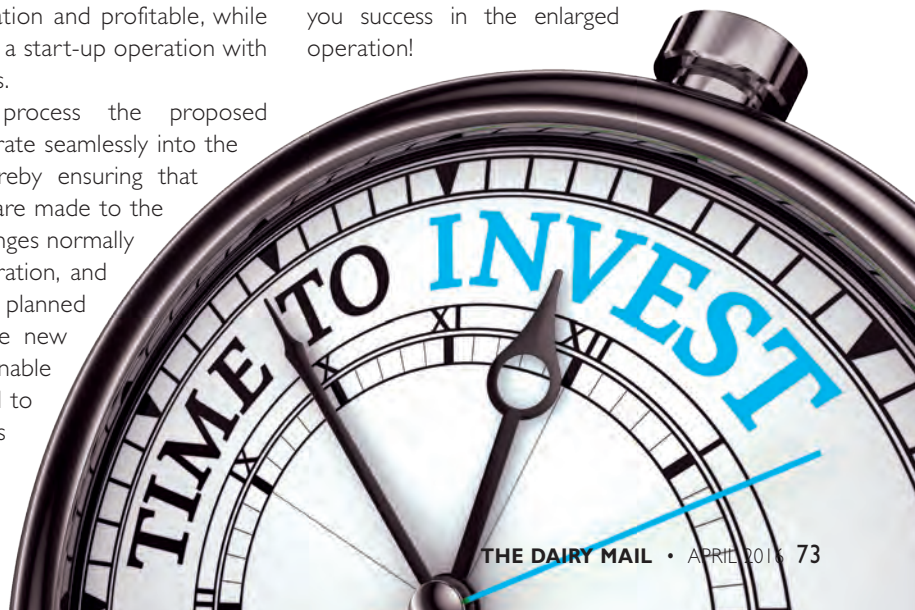 ation and profitable, while
a start-up operation with
s.
process the proposed
rate seamlessly into the
reby ensuring that
are made to the
nges normally
ration, and
planned
e new
nable
l to
s
you success in the enlarged
operation!
TIME TO INVEST
X
XI
XII
THE DAIRY MAIL • APRIL 2016 73